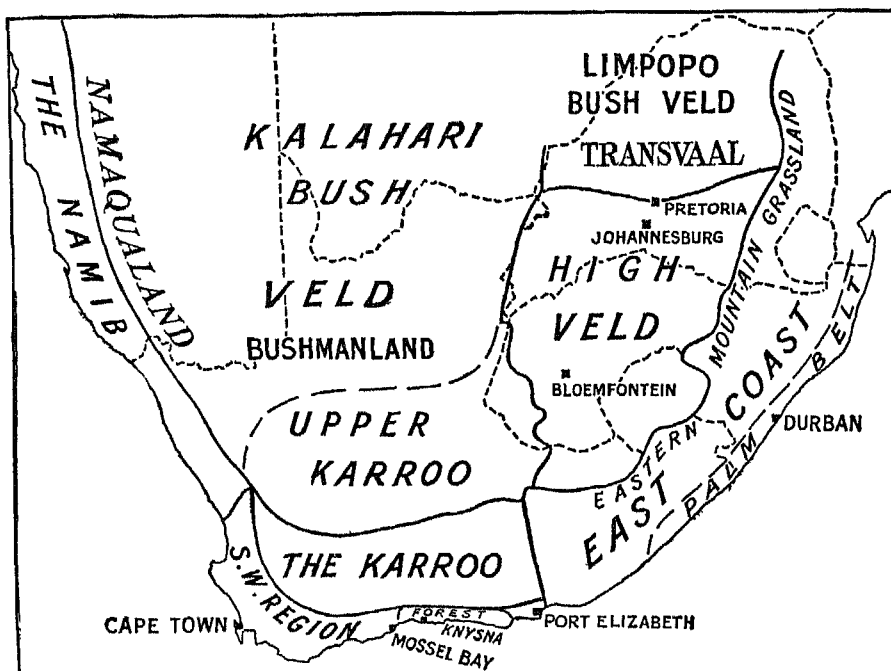 THE NAMIB
NAMAQUALAND
KALAHARI
BUSH
VELD
BUSHMANLAND
LIMPOPO
BUSH VELD
TRANSVAAL
PRETORIA
JOHANNESBURG
HIGH
VELD
BLOEMFONTEIN
EASTERN MOUNTAIN GRASSLAND
EAST COAST
PALM BELT
DURBAN
UPPER
KARROO
THE KARROO
S.W. REGION
FOREST
KNYSNA
CAPE TOWN
MOSSEL BAY
PORT ELIZABETH